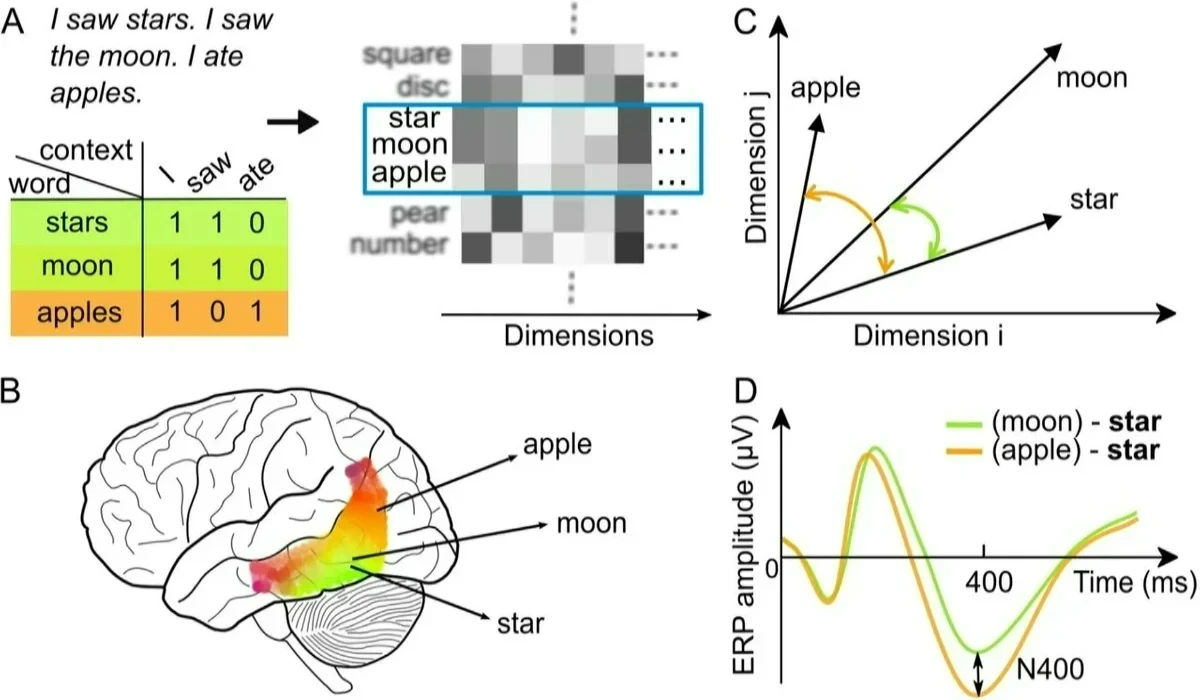 A
I saw stars. I saw
the moon. I ate
apples.
context
word
I saw ate
stars 1 1 0
moon 1 1 0
apples 1 0 1
square
disc
star ...
moon ...
apple ...
pear
number
Dimensions
B
apple
moon
star
C
Dimension j
apple
moon
star
Dimension i
D
ERP amplitude (µV)
(moon) - star
(apple) - star
0
400
Time (ms)
N400